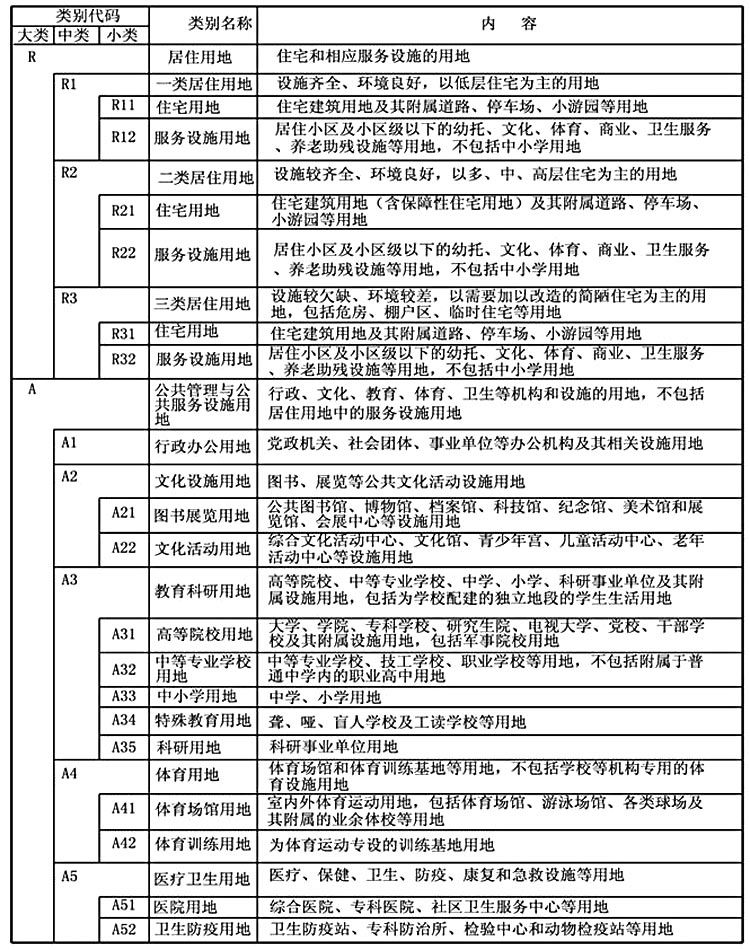 类别代码 类别名称 内 容
大类 中类 小类
R 居住用地 住宅和相应服务设施的用地
R1 一类居住用地 设施齐全、环境良好，以低层住宅为主的用地
R11 住宅用地 住宅建筑用地及其附属道路、停车场、小游园等用地
R12 服务设施用地 居住小区及小区级以下的幼托、文化、体育、商业、卫生服务
、养老助残设施等用地，不包括中小学用地
R2 二类居住用地 设施较齐全、环境良好，以多、中、高层住宅为主的用地
R21 住宅用地 住宅建筑用地（含保障性住宅用地）及其附属道路、停车场、
小游园等用地
R22 服务设施用地 居住小区及小区级以下的幼托、文化、体育、商业、卫生服务
、养老助残设施等用地，不包括中小学用地
R3 三类居住用地 设施较欠缺、环境较差，以需要加以改造的简陋住宅为主的用
地，包括危房、棚户区、临时住宅等用地
R31 住宅用地 住宅建筑用地及其附属道路、停车场、小游园等用地
R32 服务设施用地 居住小区及小区级以下的幼托、文化、体育、商业、卫生服务
、养老助残设施等用地，不包括中小学用地
A 公共管理与公
共服务设施用
地
行政、文化、教育、体育、卫生等机构和设施的用地，不包括
居住用地中的服务设施用地
A1 行政办公用地 党政机关、社会团体、事业单位等办公机构及其相关设施用地
A2 文化设施用地 图书、展览等公共文化活动设施用地
A21 图书展览用地 公共图书馆、博物馆、档案馆、科技馆、纪念馆、美术馆和展
览馆、会展中心等设施用地
A22 文化活动用地 综合文化活动中心、文化馆、青少年宫、儿童活动中心、老年
活动中心等设施用地
A3 教育科研用地 高等院校、中等专业学校、中学、小学、科研事业单位及其附
属设施用地，包括为学校配建的独立地段的学生生活用地
A31 高等院校用地 大学、学院、专科学校、研究生院、电视大学、党校、干部学
校及其附属设施用地，包括军事院校用地
A32 中等专业学校
用地
中等专业学校、技工学校、职业学校等用地，不包括附属于普
通中学内的职业高中用地
A33 中小学用地 中学、小学用地
A34 特殊教育用地 聋、哑、盲人学校及工读学校等用地
A35 科研用地 科研事业单位用地
A4 体育用地 体育场馆和体育训练基地等用地，不包括学校等机构专用的体
育设施用地
A41 体育场馆用地 室内外体育运动用地，包括体育场馆、游泳场馆、各类球场及
其附属的业余体校等用地
A42 体育训练用地 为体育运动专设的训练基地用地
A5 医疗卫生用地 医疗、保健、卫生、防疫、康复和急救设施等用地
A51 医院用地 综合医院、专科医院、社区卫生服务中心等用地
A52 卫生防疫用地 卫生防疫站、专科防治所、检验中心和动物检疫站等用地